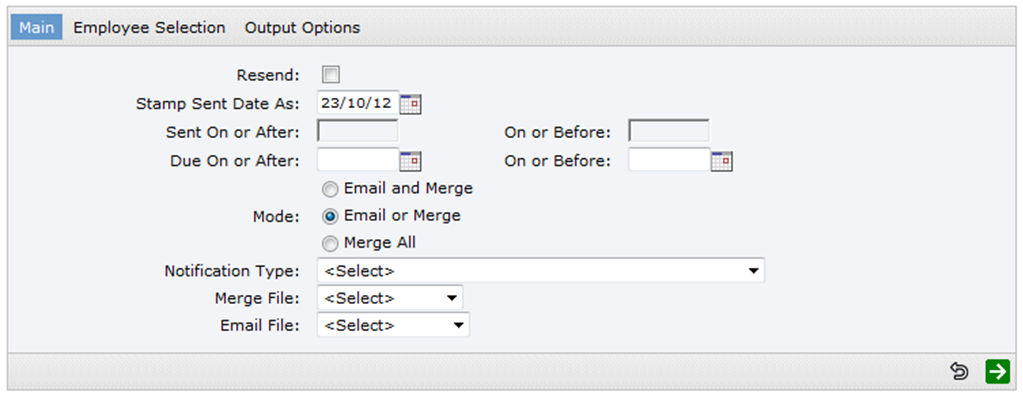 Main Employee Selection Output Options
Resend:
Stamp Sent Date As: 23/10/12
Sent On or After: On or Before:
Due On or After: On or Before:
Email and Merge
Mode: Email or Merge
Merge All
Notification Type: <Select>
Merge File: <Select>
Email File: <Select>